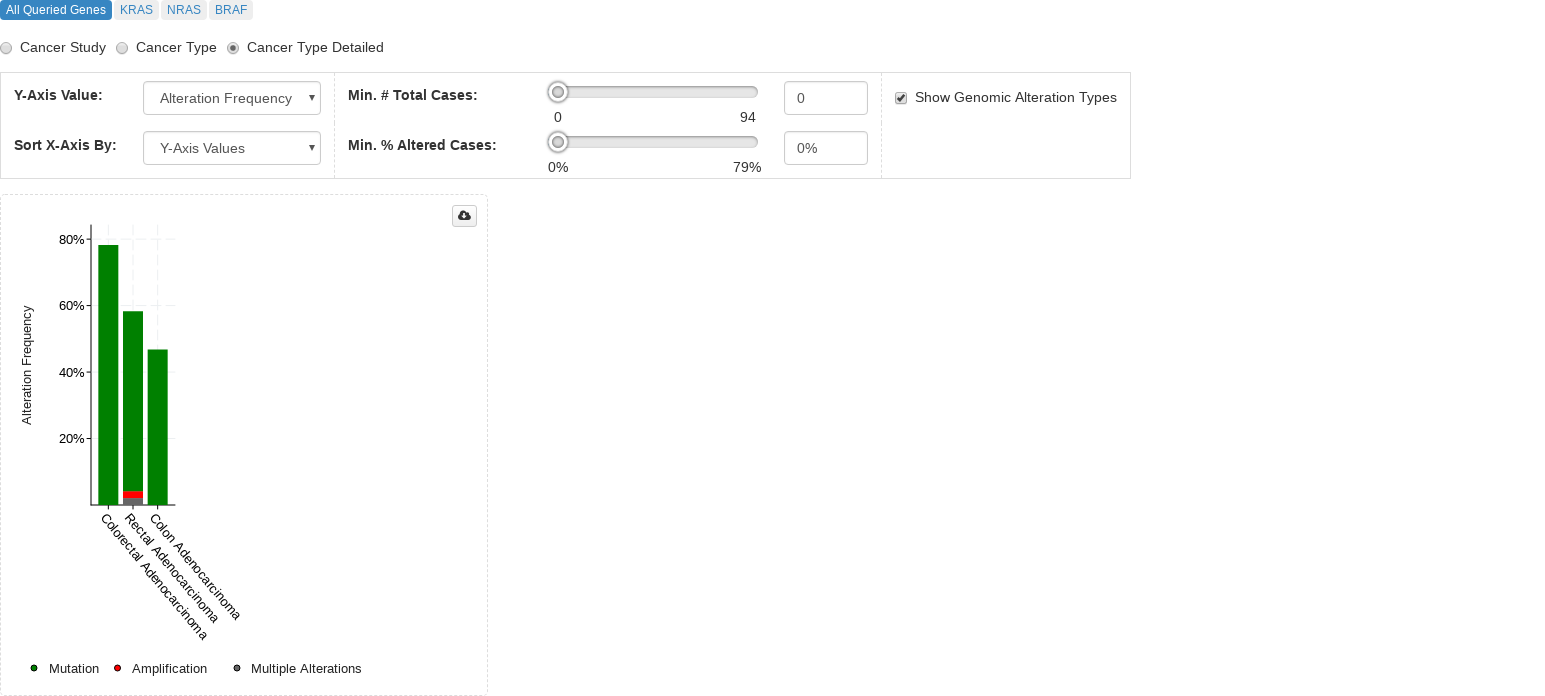 All Queried Genes KRAS NRAS BRAF
Cancer Study Cancer Type Cancer Type Detailed
Y-Axis Value: Alteration Frequency Min. # Total Cases: 0 Show Genomic Alteration Types
0 94
Sort X-Axis By: Y-Axis Values Min. % Altered Cases: 0%
0% 79%
80%
60%
40%
20%
Alteration Frequency
Colorectal Adenocarcinoma
Rectal Adenocarcinoma
Colon Adenocarcinoma
Mutation Amplification Multiple Alterations